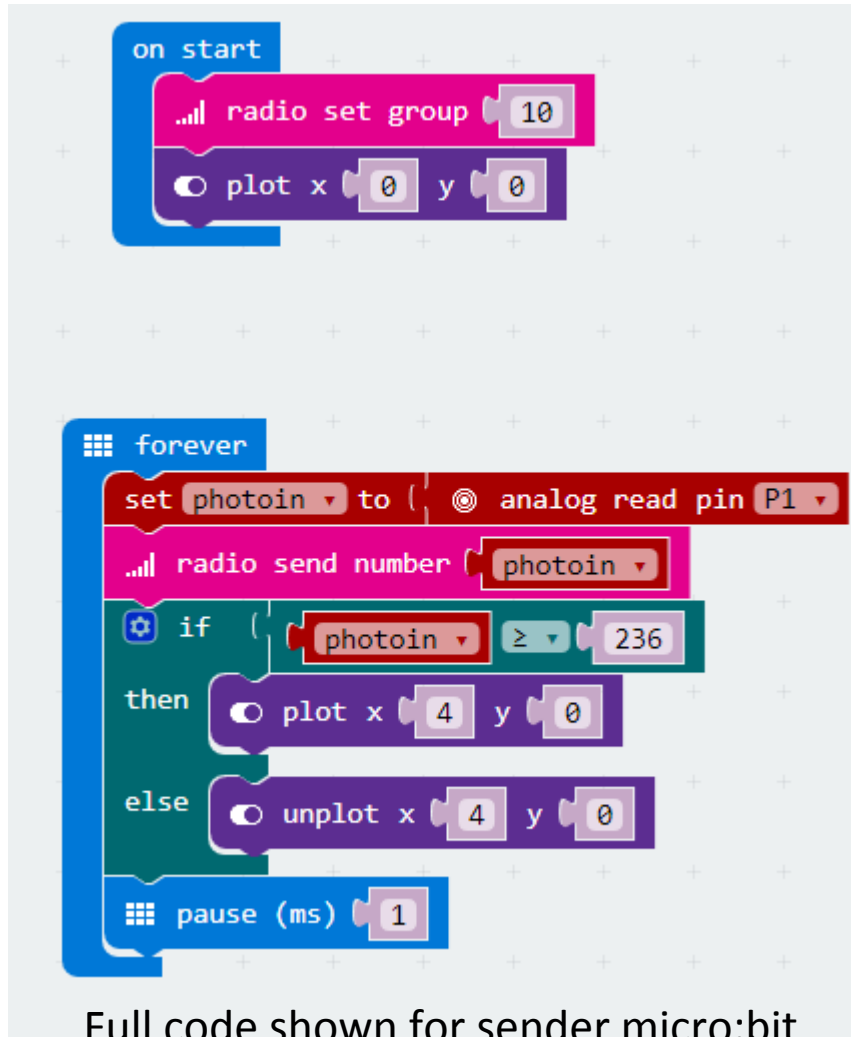 on start
radio set group 10
plot x 0 y 0
forever
set photoin to analog read pin P1
radio send number photoin
if photoin ≥ 236
then plot x 4 y 0
else unplot x 4 y 0
pause (ms) 1
Full code shown for sender micro:bit